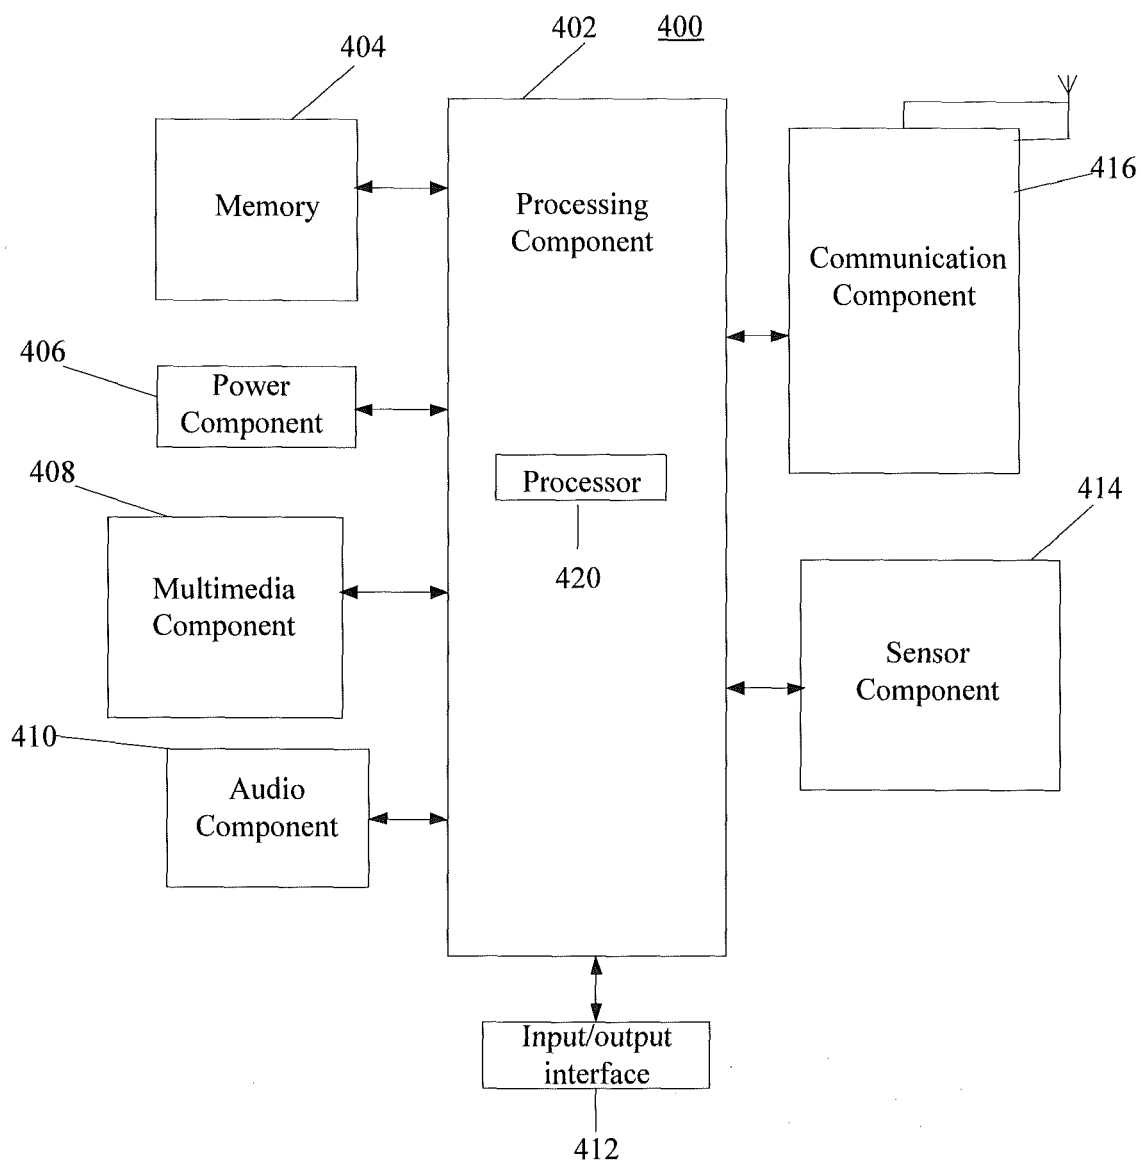 402
400
404
Memory
Processing
Component
416
Communication
Component
406
Power
Component
408
Processor
420
414
Multimedia
Component
Sensor
Component
410
Audio
Component
Input/output
interface
412